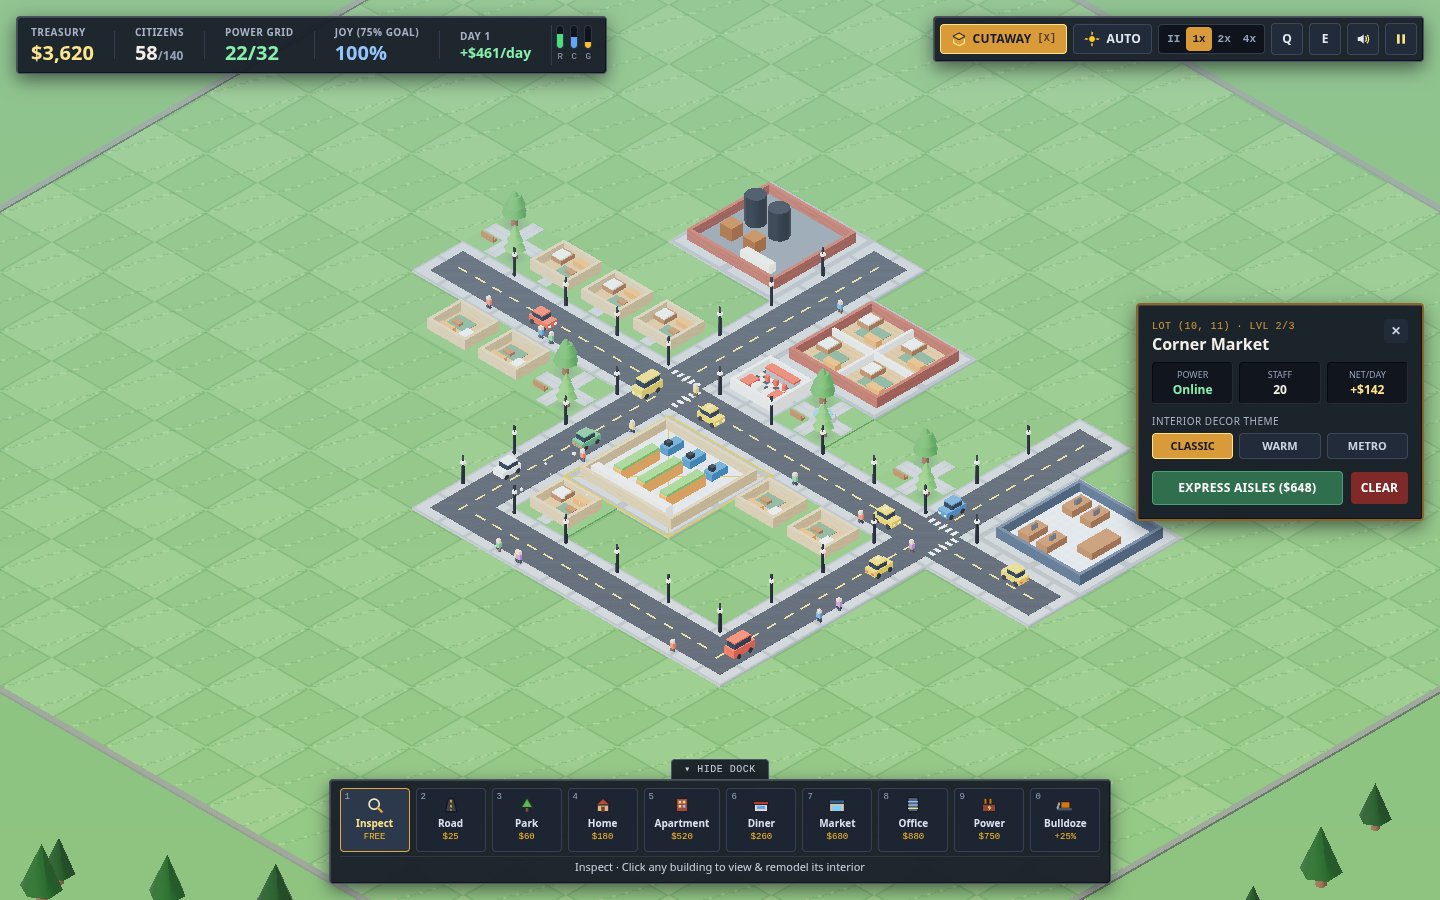 TREASURY
$3,620
CITIZENS
58/140
POWER GRID
22/32
JOY (75% GOAL)
100%
DAY 1
+$461/day
R C G
CUTAWAY [X]
AUTO
II 1x 2x 4x
Q
E
LOT (10, 11) · LVL 2/3
Corner Market
×
POWER
Online
STAFF
20
NET/DAY
+$142
INTERIOR DECOR THEME
CLASSIC
WARM
METRO
EXPRESS AISLES ($648)
CLEAR
▾ HIDE DOCK
1
Inspect
FREE
2
Road
$25
3
Park
$60
4
Home
$180
5
Apartment
$520
6
Diner
$260
7
Market
$680
8
Office
$880
9
Power
$750
0
Bulldoze
+25%
Inspect · Click any building to view & remodel its interior